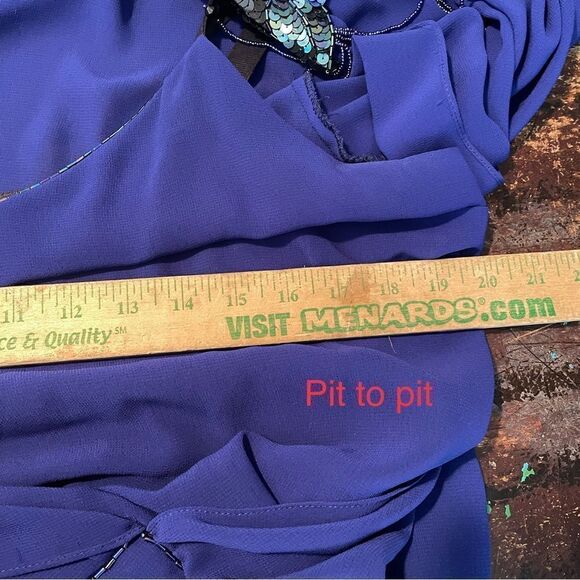 11 12 13 14 15 16 17 18 19 20 21
ce & Quality SM VISIT MENARDS®.com
Pit to pit